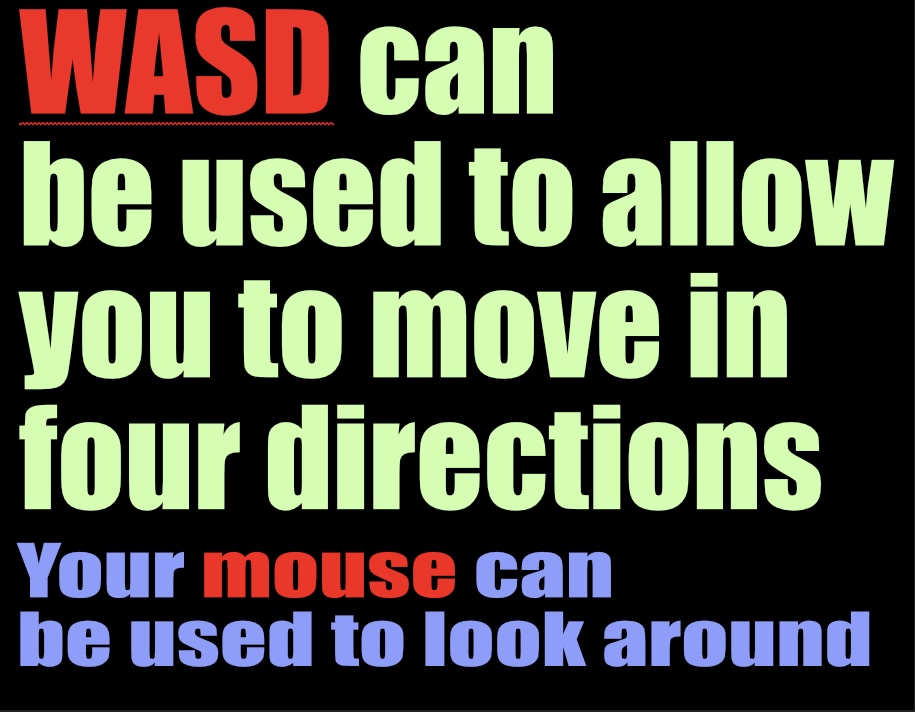 WASD can
be used to allow
you to move in
four directions
Your mouse can
be used to look around